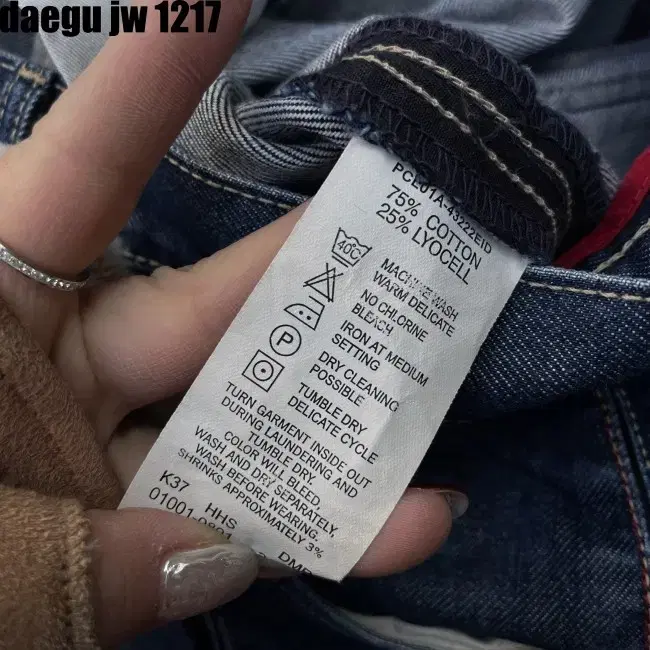 daegu jw 1217
PCL01A-43222E1D
75% COTTON
25% LYOCELL
40°C
MACHINE WASH
WARM DELICATE
NO CHLORINE
BLEACH
IRON AT MEDIUM
SETTING
P
DRY CLEANING
POSSIBLE
TUMBLE DRY
DELICATE CYCLE
TURN GARMENT INSIDE OUT
DURING LAUNDERING AND
TUMBLE DRY.
COLOR WILL BLEED,
WASH AND DRY SEPARATELY,
WASH BEFORE WEARING.
SHRINKS APPROXIMATELY 3%
K37 HHS